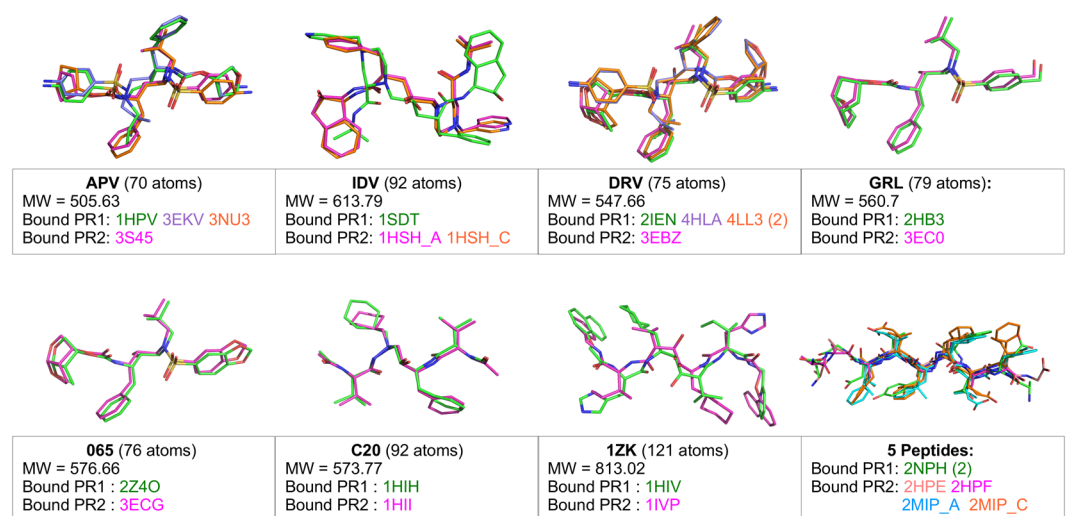 APV (70 atoms)
MW = 505.63
Bound PR1: 1HPV 3EKV 3NU3
Bound PR2: 3S45
IDV (92 atoms)
MW = 613.79
Bound PR1: 1SDT
Bound PR2: 1HSH_A 1HSH_C
DRV (75 atoms)
MW = 547.66
Bound PR1: 2IEN 4HLA 4LL3 (2)
Bound PR2: 3EBZ
GRL (79 atoms):
MW = 560.7
Bound PR1: 2HB3
Bound PR2: 3EC0
065 (76 atoms)
MW = 576.66
Bound PR1 : 2Z4O
Bound PR2 : 3ECG
C20 (92 atoms)
MW = 573.77
Bound PR1 : 1HIH
Bound PR2 : 1HII
1ZK (121 atoms)
MW = 813.02
Bound PR1 : 1HIV
Bound PR2 : 1IVP
5 Peptides:
Bound PR1: 2NPH (2)
Bound PR2: 2HPE 2HPF
2MIP_A 2MIP_C